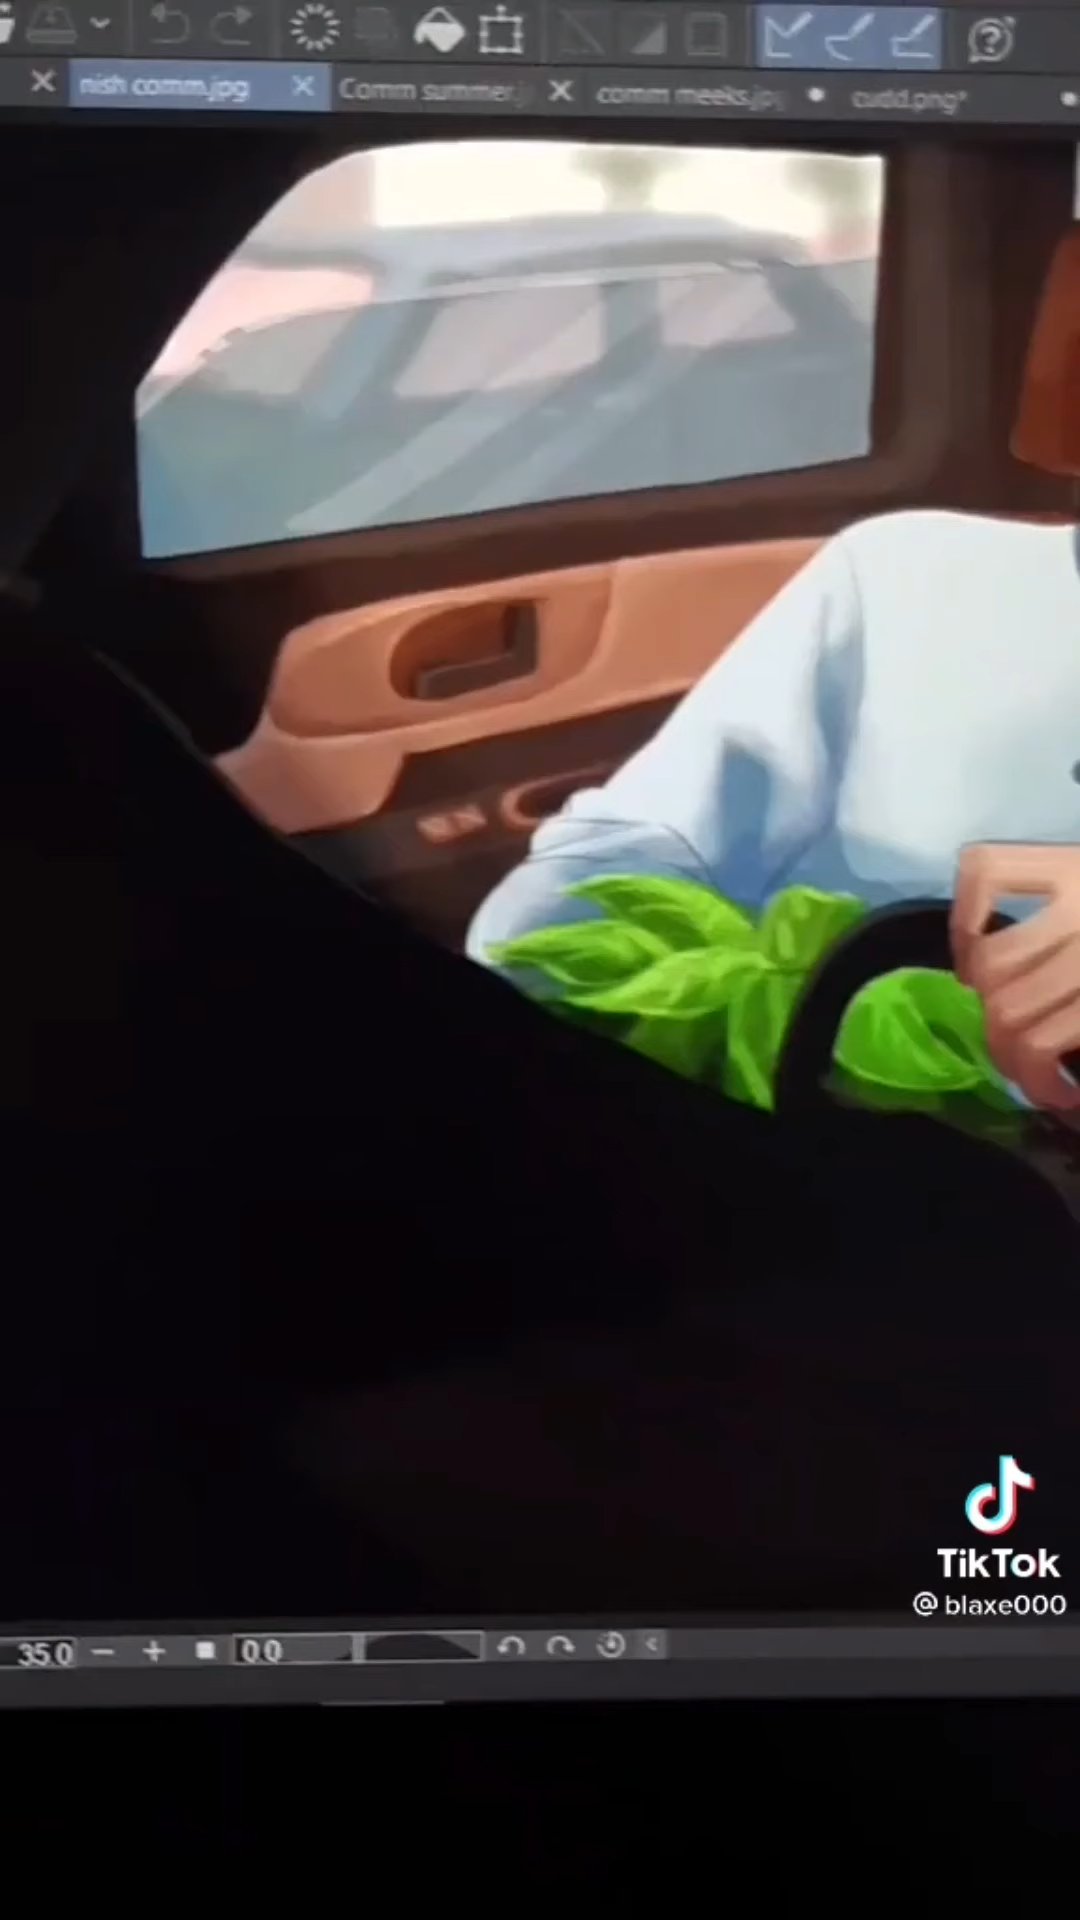 nish comm.jpg
Comm summer.j
comm meeks.jpg
cudd.png*
TikTok
@blaxe000
35.0
0.0